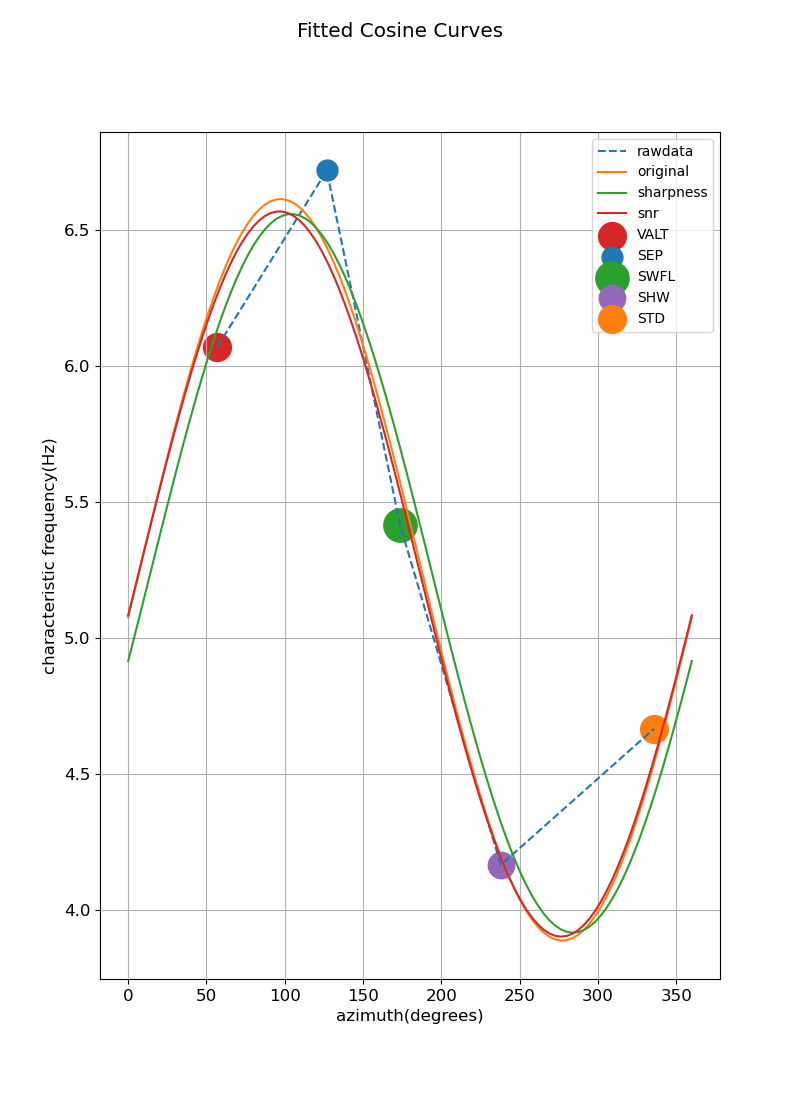 Fitted Cosine Curves
rawdata
original
sharpness
snr
VALT
SEP
SWFL
SHW
STD
6.5
6.0
5.5
5.0
4.5
4.0
characteristic frequency(Hz)
0 50 100 150 200 250 300 350
azimuth(degrees)